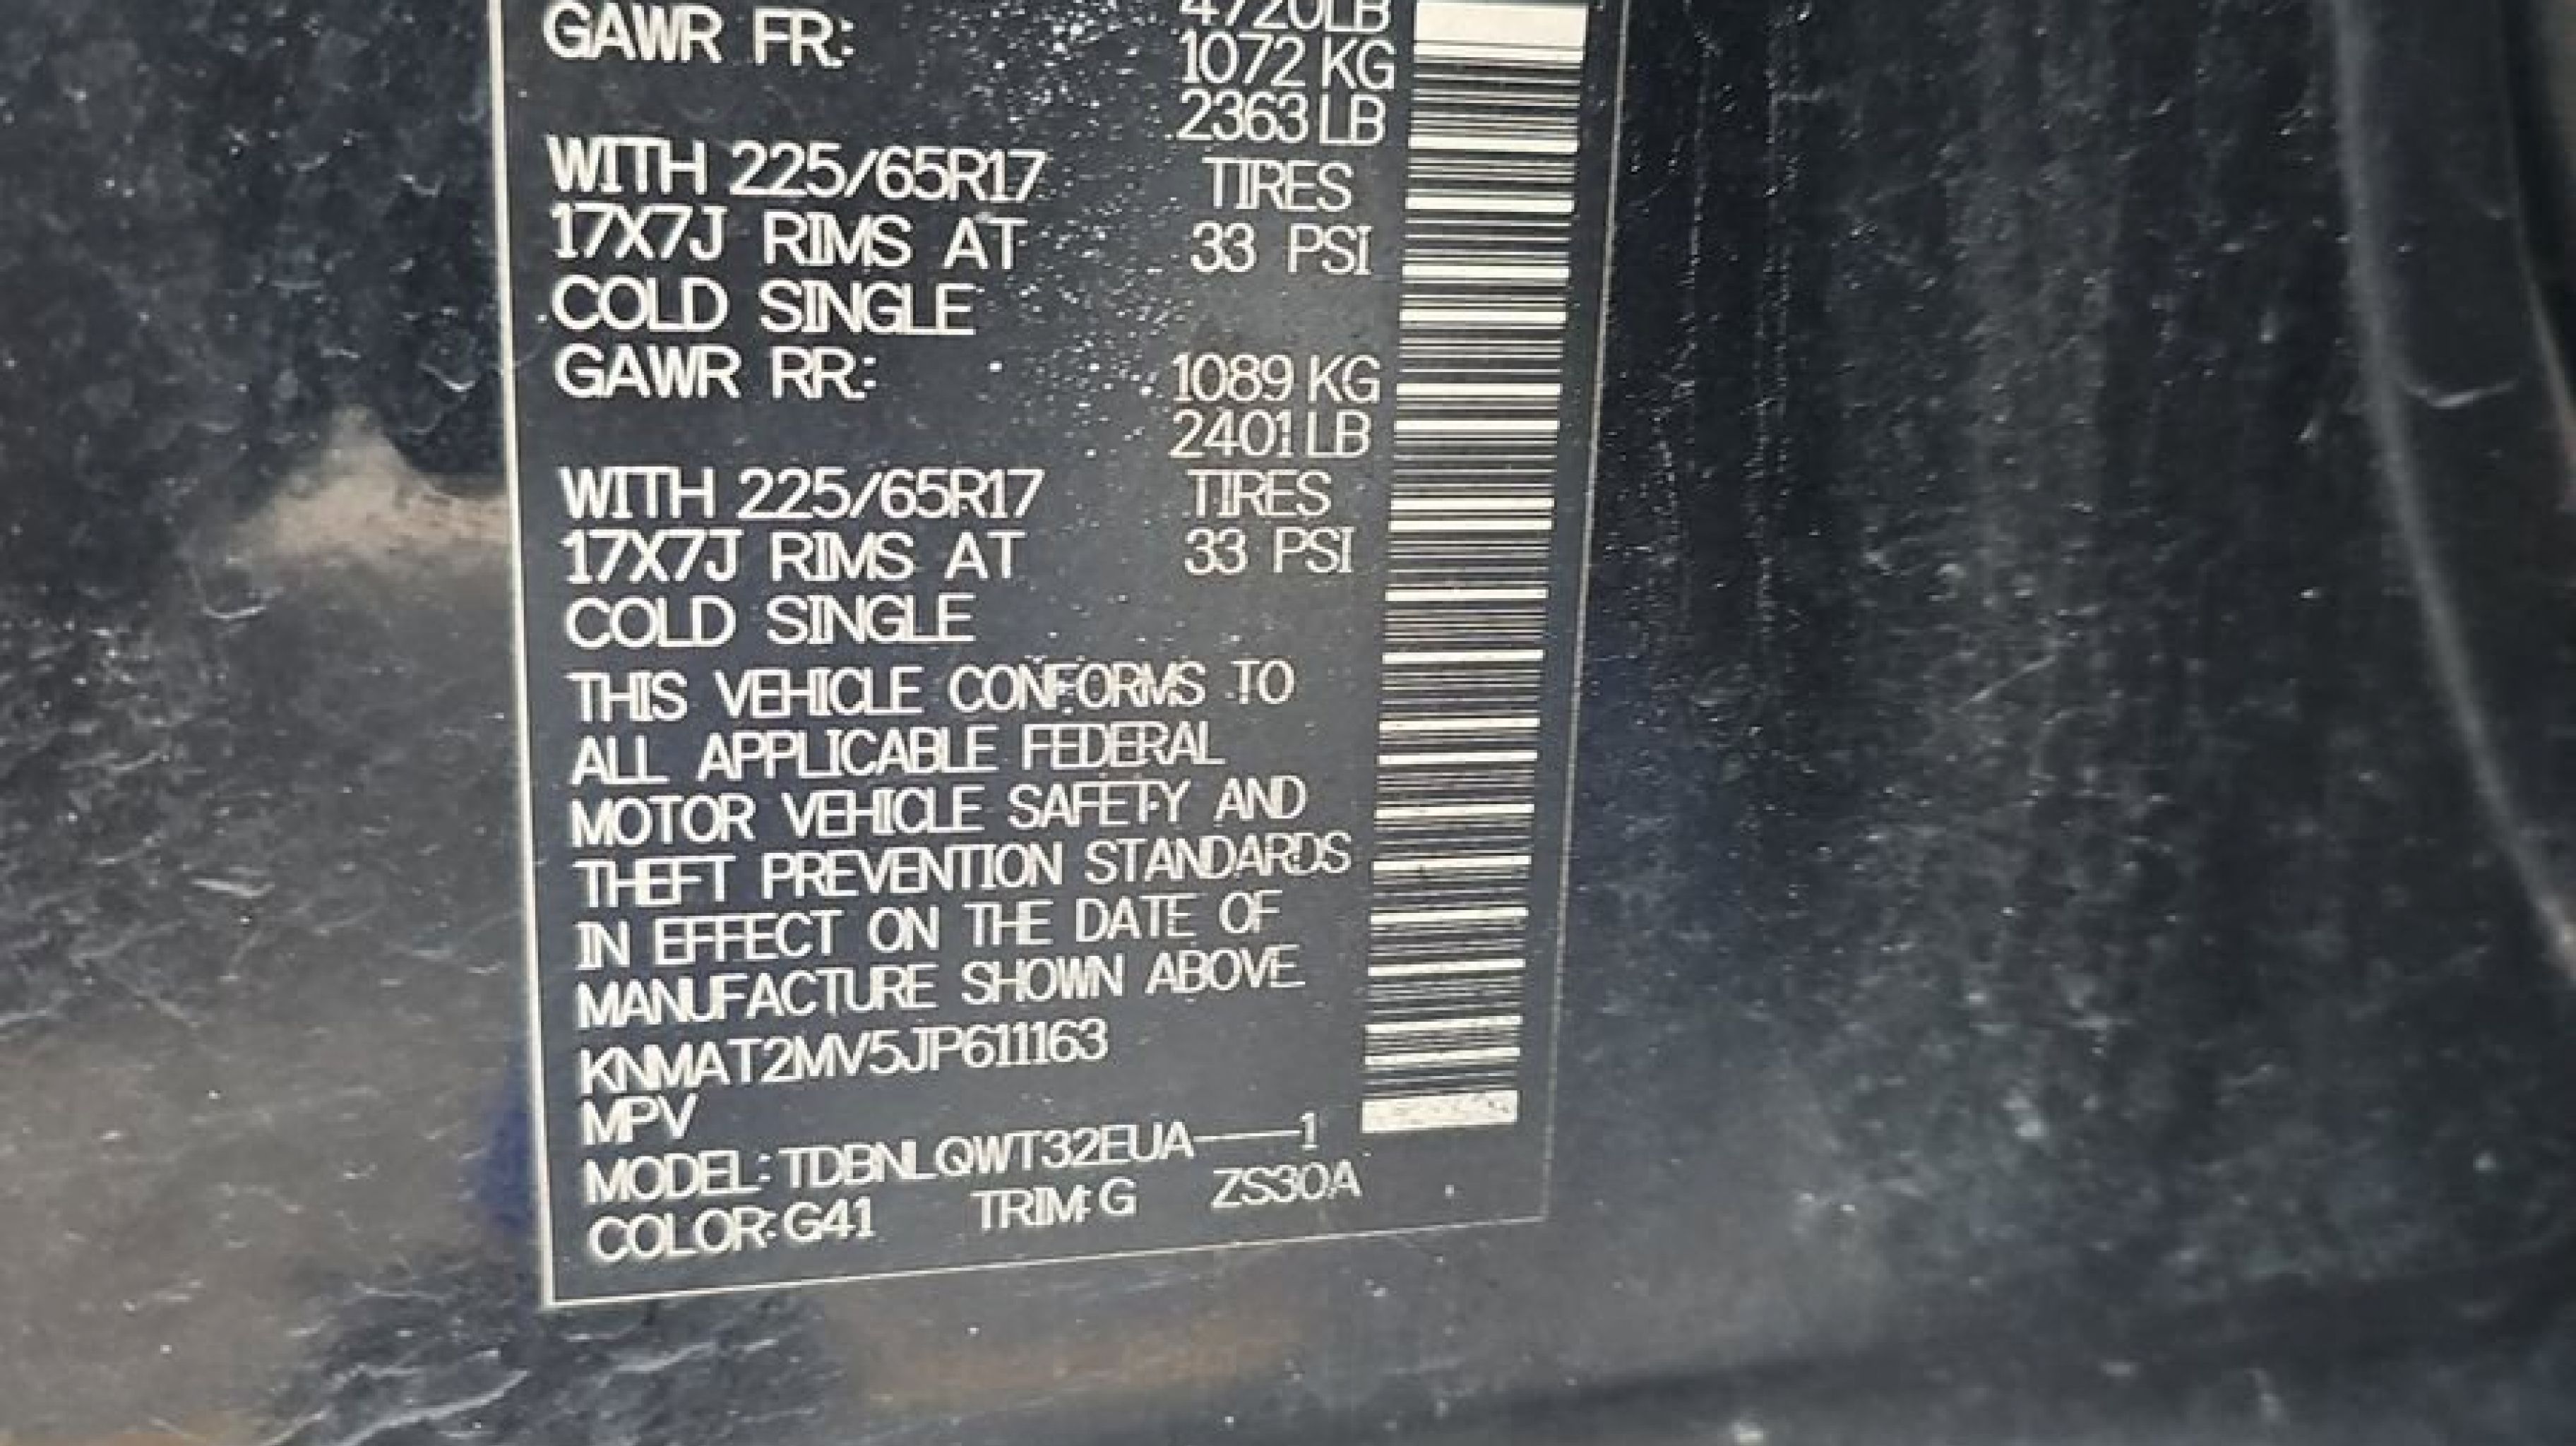 4720LB
GAWR FR: 1072 KG
2363 LB
WITH 225/65R17 TIRES
17X7J RIMS AT 33 PSI
COLD SINGLE
GAWR RR: 1089 KG
2401 LB
WITH 225/65R17 TIRES
17X7J RIMS AT 33 PSI
COLD SINGLE
THIS VEHICLE CONFORMS TO
ALL APPLICABLE FEDERAL
MOTOR VEHICLE SAFETY AND
THEFT PREVENTION STANDARDS
IN EFFECT ON THE DATE OF
MANUFACTURE SHOWN ABOVE.
KNMAT2MV5JP611163
MPV
MODEL: TDBNLQWT32EUA----1
COLOR: G41 TRIM: G ZS30A